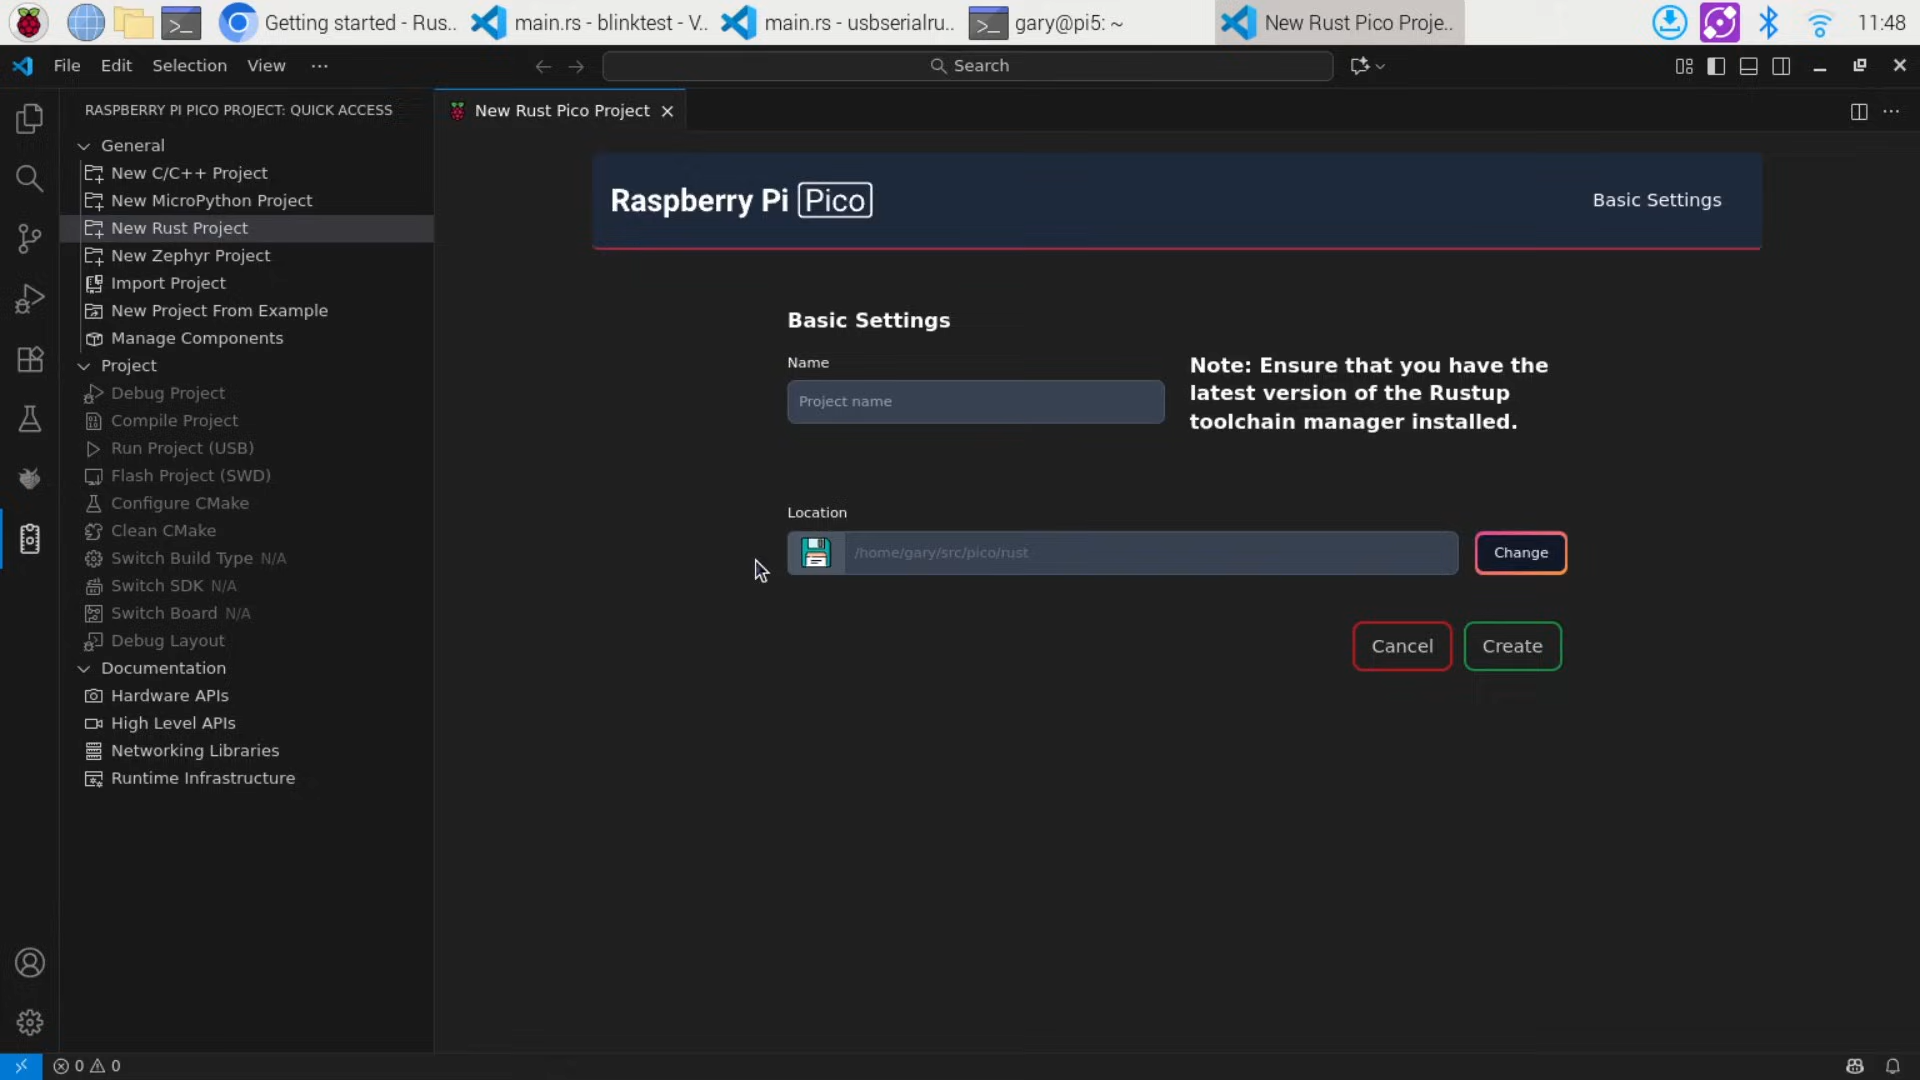 Getting started - Rus..
main.rs - blinktest - V..
main.rs - usbserialru..
gary@pi5: ~
New Rust Pico Proje..
11:48
File Edit Selection View ···
Search
RASPBERRY PI PICO PROJECT: QUICK ACCESS
General
New C/C++ Project
New MicroPython Project
New Rust Project
New Zephyr Project
Import Project
New Project From Example
Manage Components
Project
Debug Project
Compile Project
Run Project (USB)
Flash Project (SWD)
Configure CMake
Clean CMake
Switch Build Type N/A
Switch SDK N/A
Switch Board N/A
Debug Layout
Documentation
Hardware APIs
High Level APIs
Networking Libraries
Runtime Infrastructure
New Rust Pico Project
Raspberry Pi Pico
Basic Settings
Basic Settings
Name
Project name
Note: Ensure that you have the
latest version of the Rustup
toolchain manager installed.
Location
/home/gary/src/pico/rust
Change
Cancel
Create
0 0